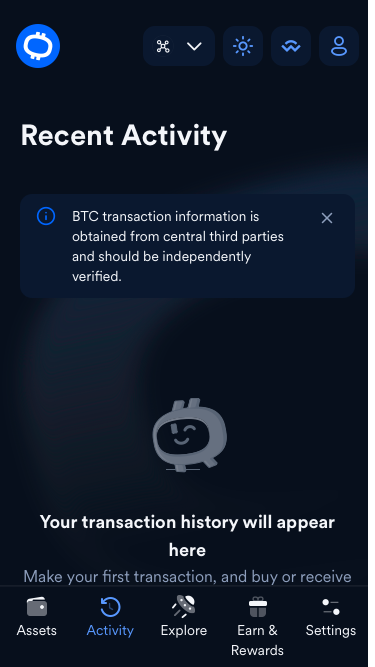 Recent Activity
BTC transaction information is
obtained from central third parties
and should be independently
verified.
Your transaction history will appear
here
Make your first transaction, and buy or receive
Assets
Activity
Explore
Earn &
Rewards
Settings